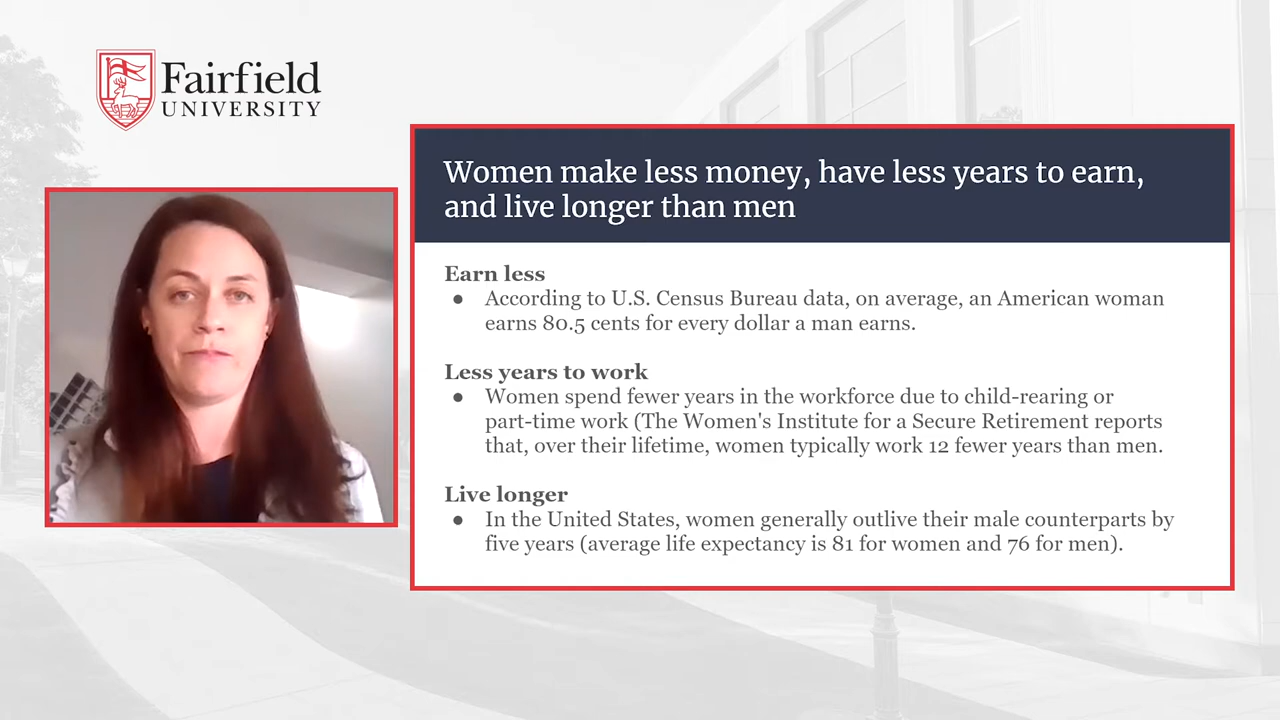 Fairfield
UNIVERSITY
Women make less money, have less years to earn,
and live longer than men
Earn less
● According to U.S. Census Bureau data, on average, an American woman
earns 80.5 cents for every dollar a man earns.
Less years to work
● Women spend fewer years in the workforce due to child-rearing or
part-time work (The Women's Institute for a Secure Retirement reports
that, over their lifetime, women typically work 12 fewer years than men.
Live longer
● In the United States, women generally outlive their male counterparts by
five years (average life expectancy is 81 for women and 76 for men).